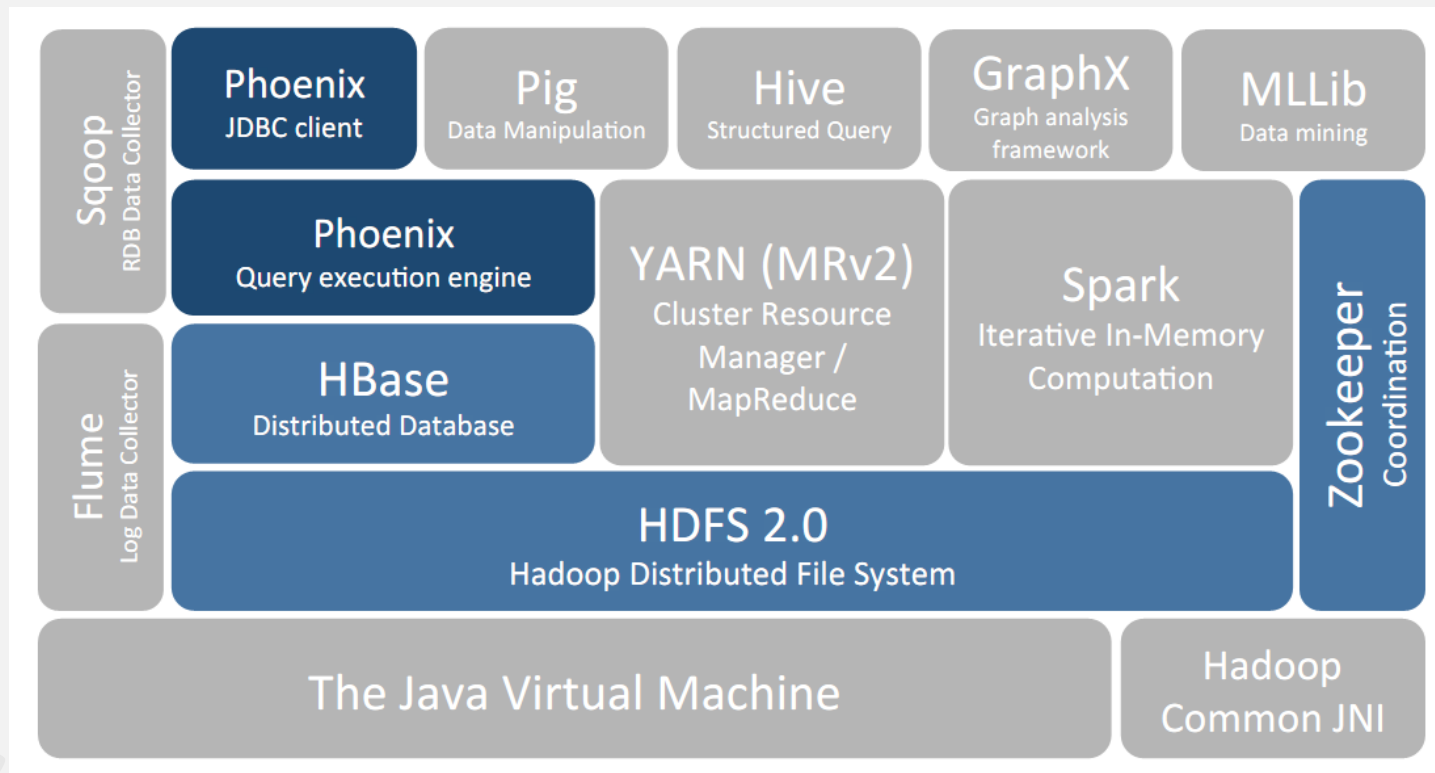 Sqoop
RDB Data Collector
Phoenix
JDBC client
Pig
Data Manipulation
Hive
Structured Query
GraphX
Graph analysis
framework
MLLib
Data mining
Phoenix
Query execution engine
YARN (MRv2)
Cluster Resource
Manager /
MapReduce
Spark
Iterative In-Memory
Computation
Zookeeper
Coordination
Flume
Log Data Collector
HBase
Distributed Database
HDFS 2.0
Hadoop Distributed File System
The Java Virtual Machine
Hadoop
Common JNI